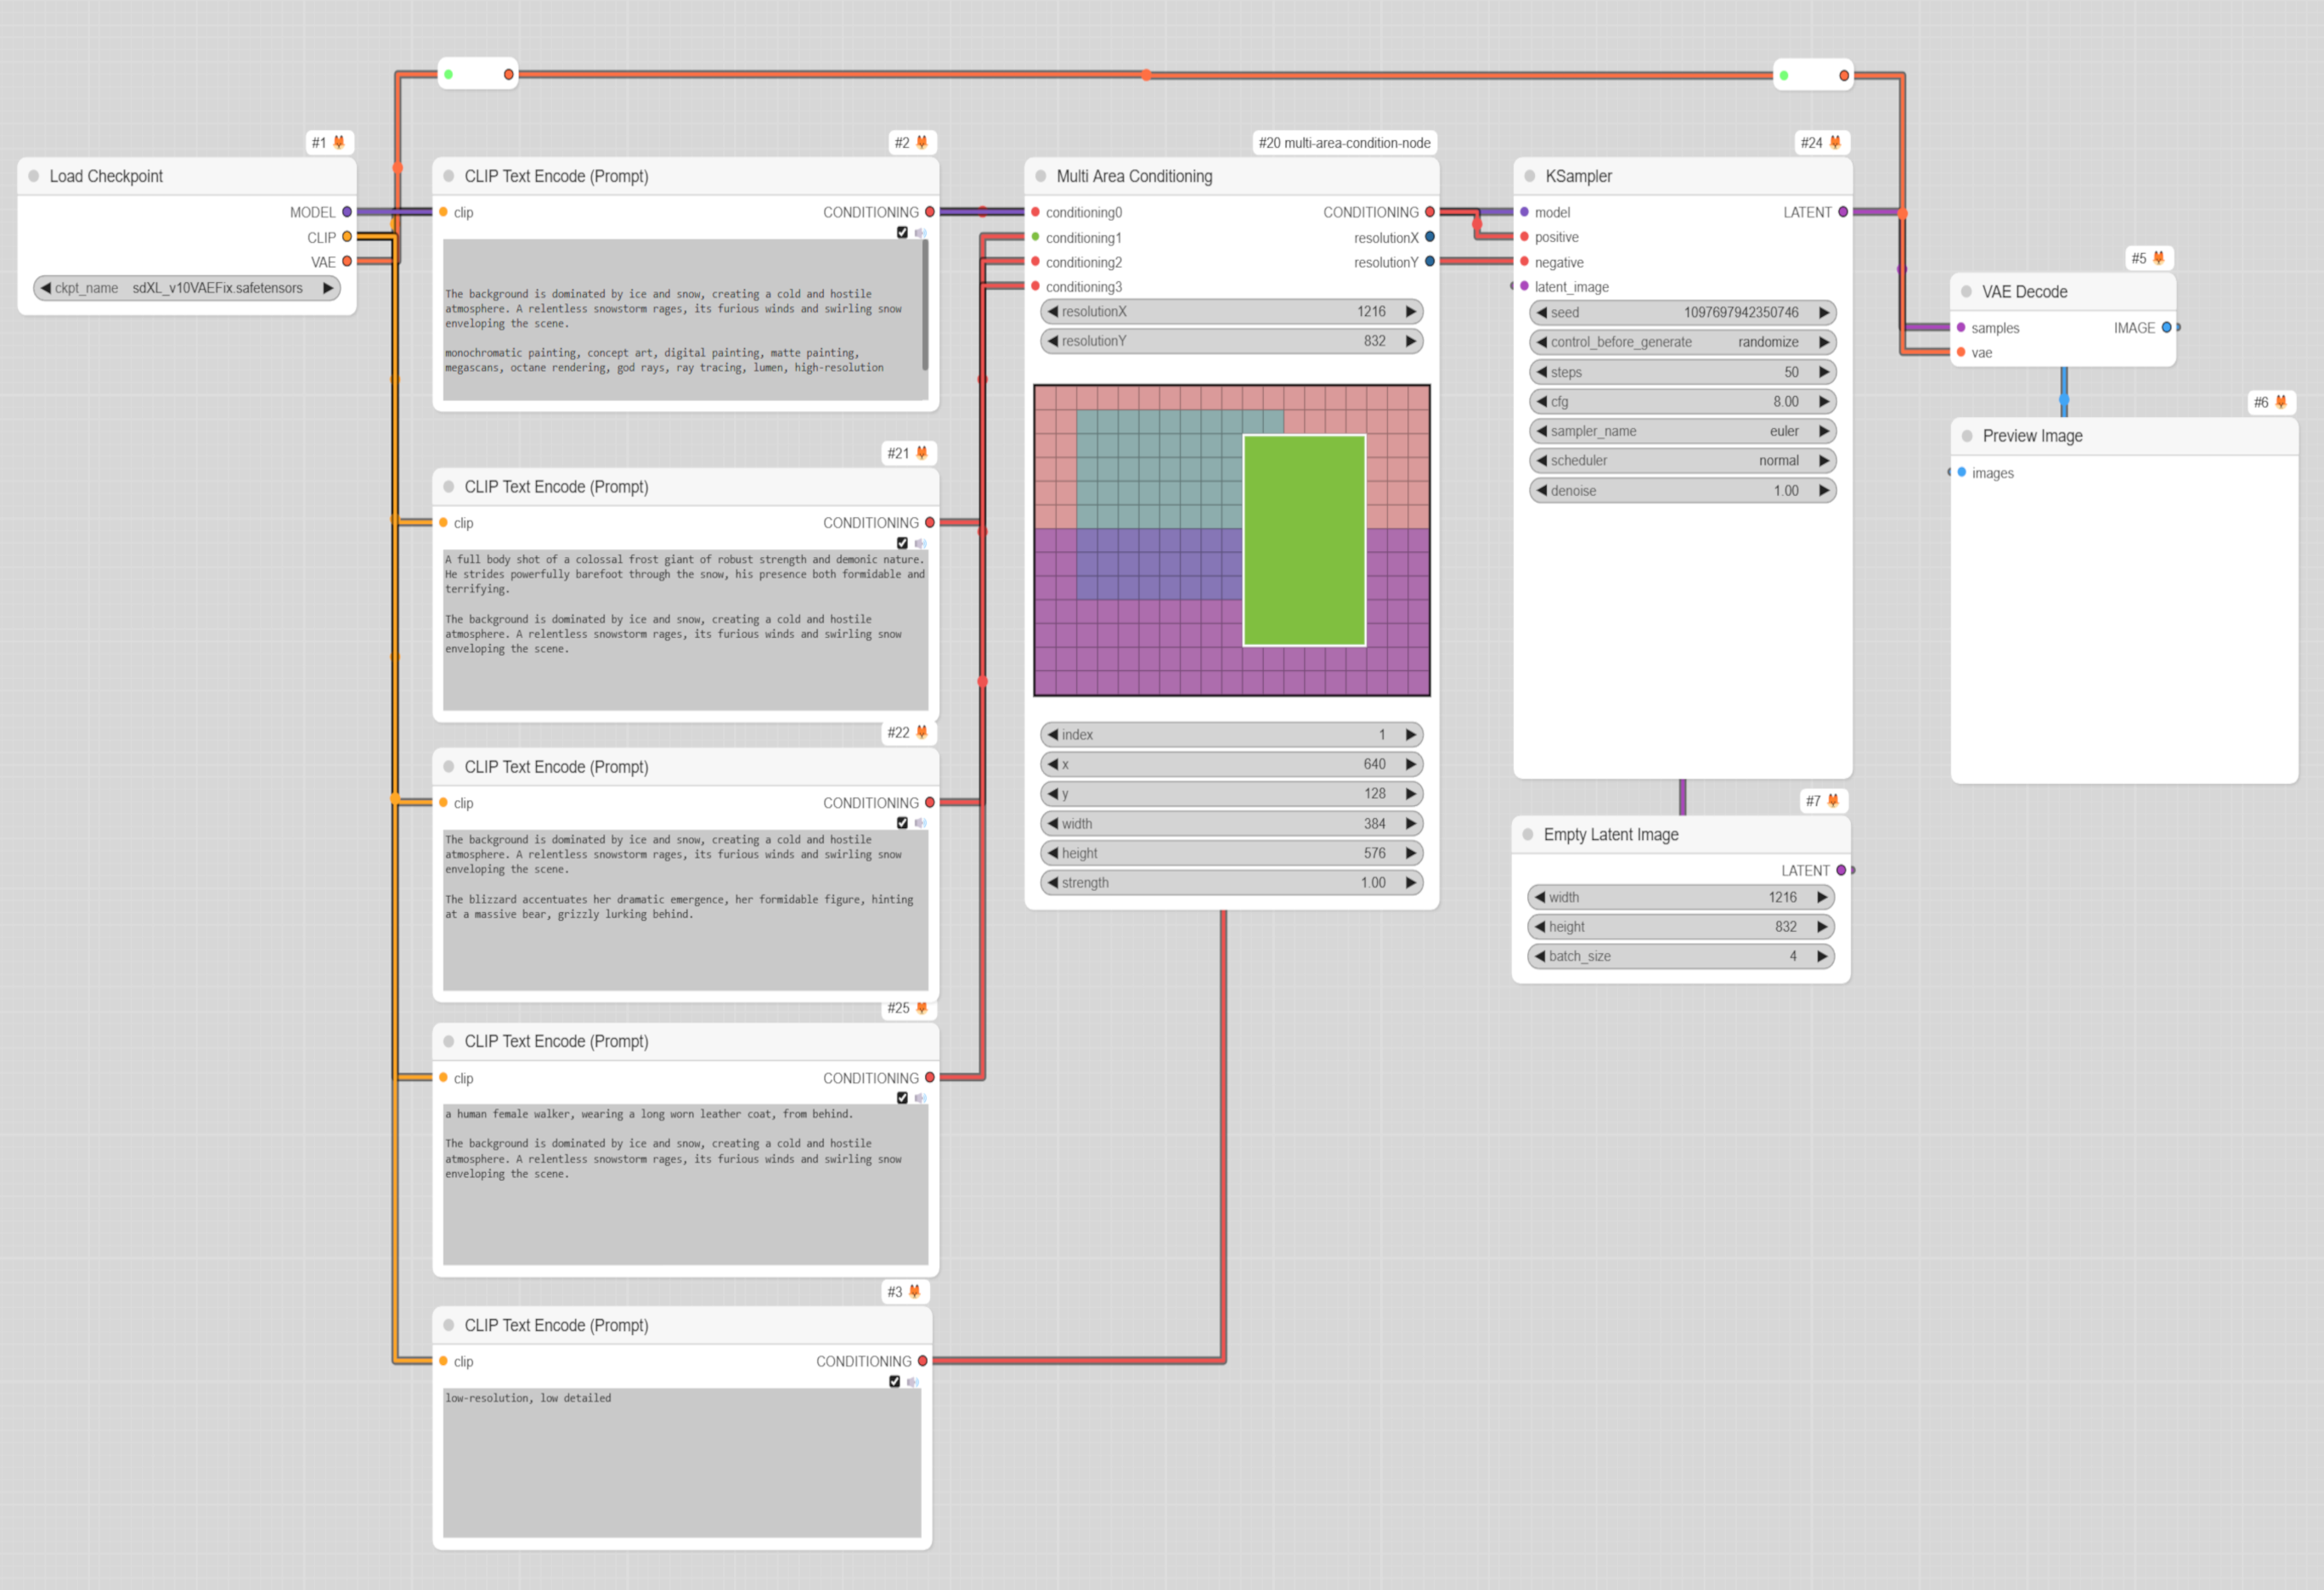 #1
Load Checkpoint
MODEL
CLIP
VAE
ckpt_name sdXL_v10VAEFix.safetensors
#2
CLIP Text Encode (Prompt)
clip CONDITIONING
The background is dominated by ice and snow, creating a cold and hostile
atmosphere. A relentless snowstorm rages, its furious winds and swirling snow
enveloping the scene.
monochromatic painting, concept art, digital painting, matte painting,
megascans, octane rendering, god rays, ray tracing, lumen, high-resolution
#21
CLIP Text Encode (Prompt)
clip CONDITIONING
A full body shot of a colossal frost giant of robust strength and demonic nature.
He strides powerfully barefoot through the snow, his presence both formidable and
terrifying.
The background is dominated by ice and snow, creating a cold and hostile
atmosphere. A relentless snowstorm rages, its furious winds and swirling snow
enveloping the scene.
#22
CLIP Text Encode (Prompt)
clip CONDITIONING
The background is dominated by ice and snow, creating a cold and hostile
atmosphere. A relentless snowstorm rages, its furious winds and swirling snow
enveloping the scene.
The blizzard accentuates her dramatic emergence, her formidable figure, hinting
at a massive bear, grizzly lurking behind.
#25
CLIP Text Encode (Prompt)
clip CONDITIONING
a human female walker, wearing a long worn leather coat, from behind.
The background is dominated by ice and snow, creating a cold and hostile
atmosphere. A relentless snowstorm rages, its furious winds and swirling snow
enveloping the scene.
#3
CLIP Text Encode (Prompt)
clip CONDITIONING
low-resolution, low detailed
#20 multi-area-condition-node
Multi Area Conditioning
conditioning0 CONDITIONING
conditioning1 resolutionX
conditioning2 resolutionY
conditioning3
resolutionX 1216
resolutionY 832
index 1
x 640
y 128
width 384
height 576
strength 1.00
#24
KSampler
model LATENT
positive
negative
latent_image
seed 1097697942350746
control_before_generate randomize
steps 50
cfg 8.00
sampler_name euler
scheduler normal
denoise 1.00
#7
Empty Latent Image
LATENT
width 1216
height 832
batch_size 4
#5
VAE Decode
samples IMAGE
vae
#6
Preview Image
images